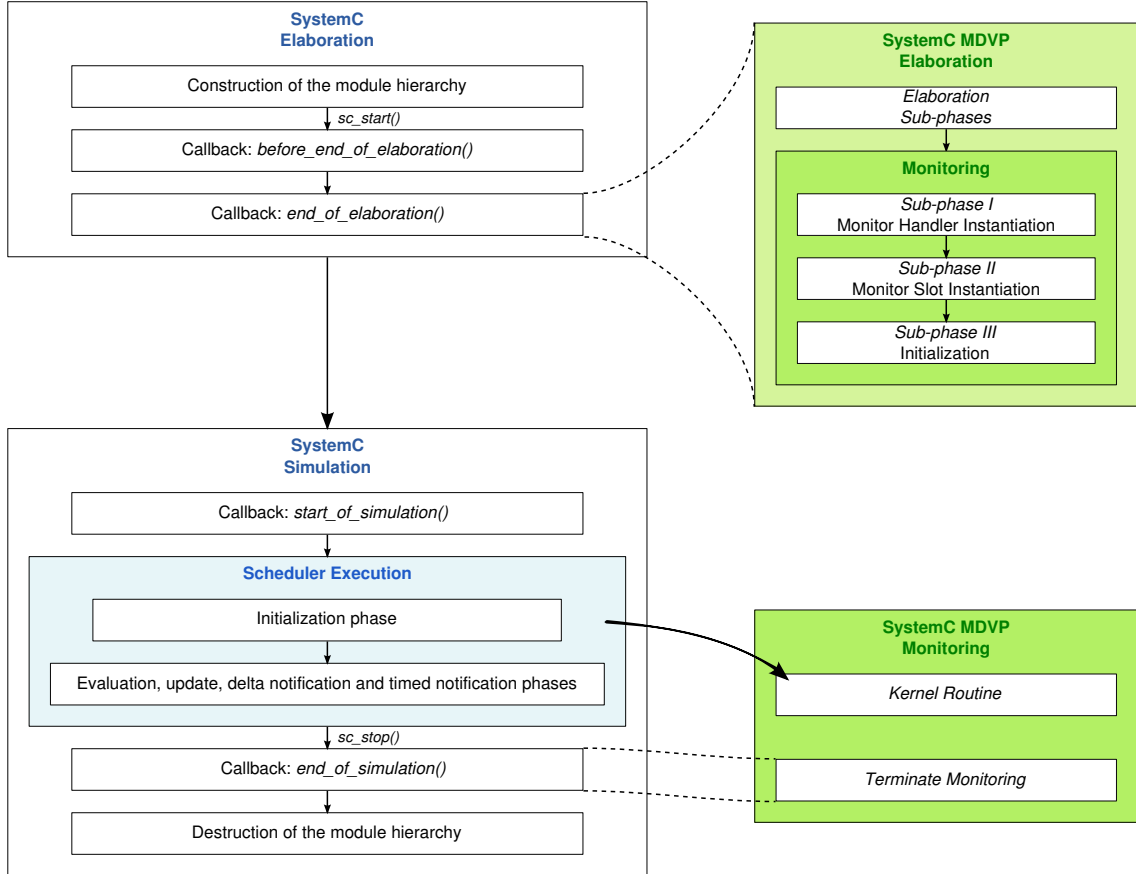 SystemC
Elaboration
Construction of the module hierarchy
sc_start()
Callback: before_end_of_elaboration()
Callback: end_of_elaboration()
SystemC MDVP
Elaboration
Elaboration
Sub-phases
Monitoring
Sub-phase I
Monitor Handler Instantiation
Sub-phase II
Monitor Slot Instantiation
Sub-phase III
Initialization
SystemC
Simulation
Callback: start_of_simulation()
Scheduler Execution
Initialization phase
Evaluation, update, delta notification and timed notification phases
sc_stop()
Callback: end_of_simulation()
Destruction of the module hierarchy
SystemC MDVP
Monitoring
Kernel Routine
Terminate Monitoring